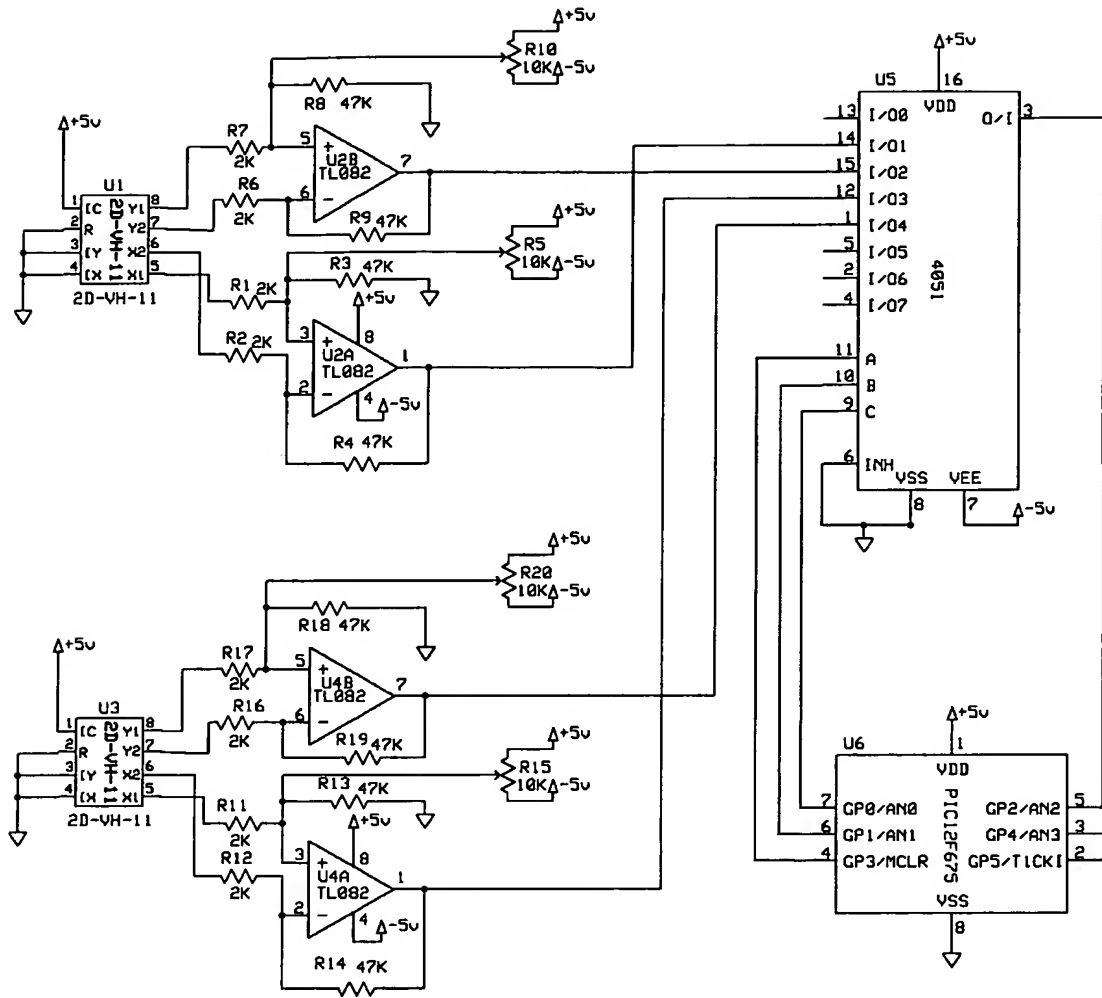 +5v
R10
10K
-5v
R8 47K
+5v
R7
2K
5
+
U2B
TL082
7
R6
2K
6
-
R9 47K
U1
1 IC Y1 8
2 R Y2 7
3 IY X2 6
4 IX X1 5
2D-VH-11
2D-VH-11
+5v
R5
10K
-5v
R3 47K
+5v
R1 2K
R2 2K
3
+
8
U2A
TL082
1
2
-
4
-5v
R4 47K
+5v
U5
16
VDD
13 I/O0
O/I 3
14 I/O1
15 I/O2
12 I/O3
1 I/O4
5 I/O5
2 I/O6
4 I/O7
4051
11 A
10 B
9 C
6 INH
VSS
8
VEE
7
-5v
+5v
R20
10K
-5v
R18 47K
+5v
R17
2K
5
+
U4B
TL082
7
R16
2K
6
-
R19 47K
U3
1 IC Y1 8
2 R Y2 7
3 IY X2 6
4 IX X1 5
2D-VH-11
2D-VH-11
+5v
R15
10K
-5v
R13 47K
+5v
R11
2K
R12
2K
3
+
8
U4A
TL082
1
2
-
4
-5v
R14 47K
+5v
U6
1
VDD
7 GP0/AN0
GP2/AN2 5
6 GP1/AN1
GP4/AN3 3
4 GP3/MCLR
GP5/T1CKI 2
PIC12F675
VSS
8